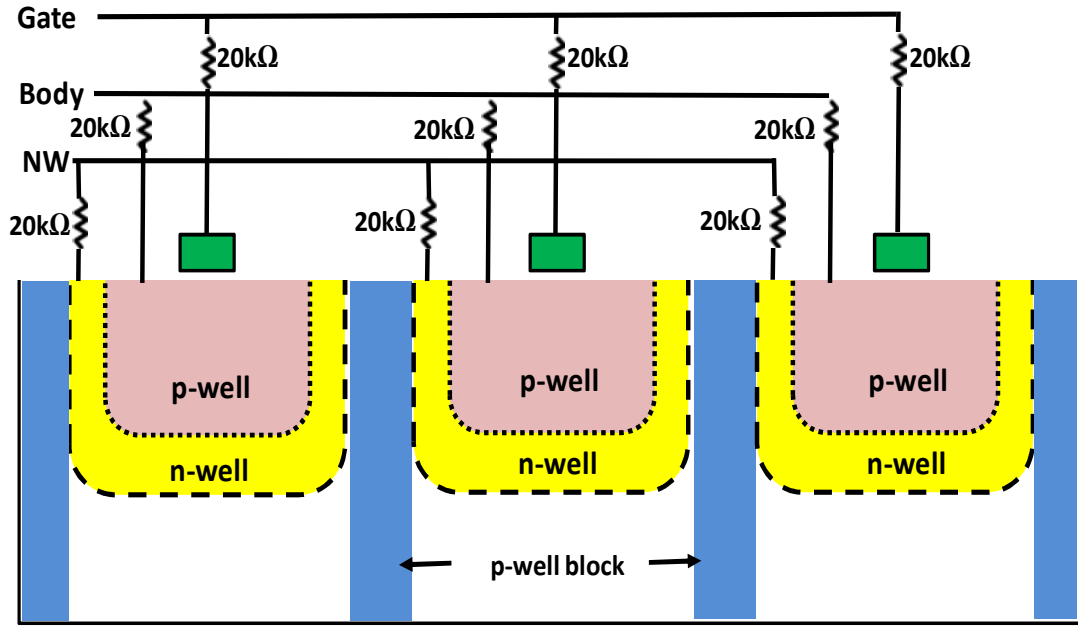 Gate
20kΩ 20kΩ 20kΩ
Body
20kΩ 20kΩ 20kΩ
NW
20kΩ 20kΩ 20kΩ
p-well p-well p-well
n-well n-well n-well
p-well block